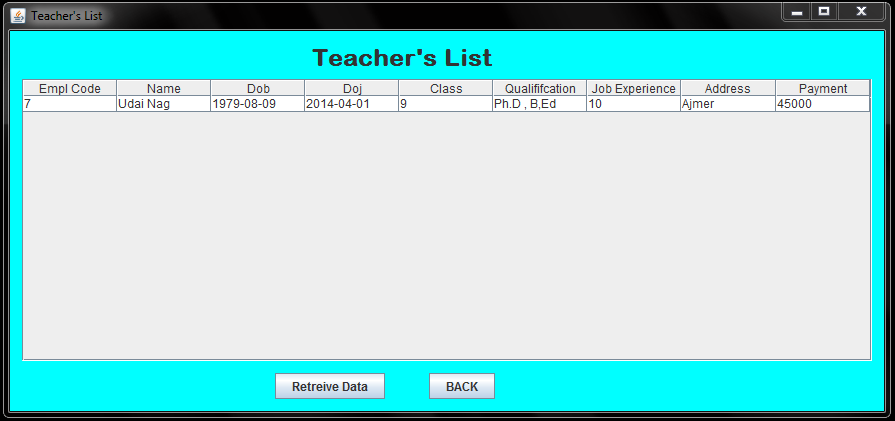 Teacher's List
Teacher's List
Empl Code Name Dob Doj Class Qualififcation Job Experience Address Payment
7 Udai Nag 1979-08-09 2014-04-01 9 Ph.D , B,Ed 10 Ajmer 45000
Retreive Data BACK